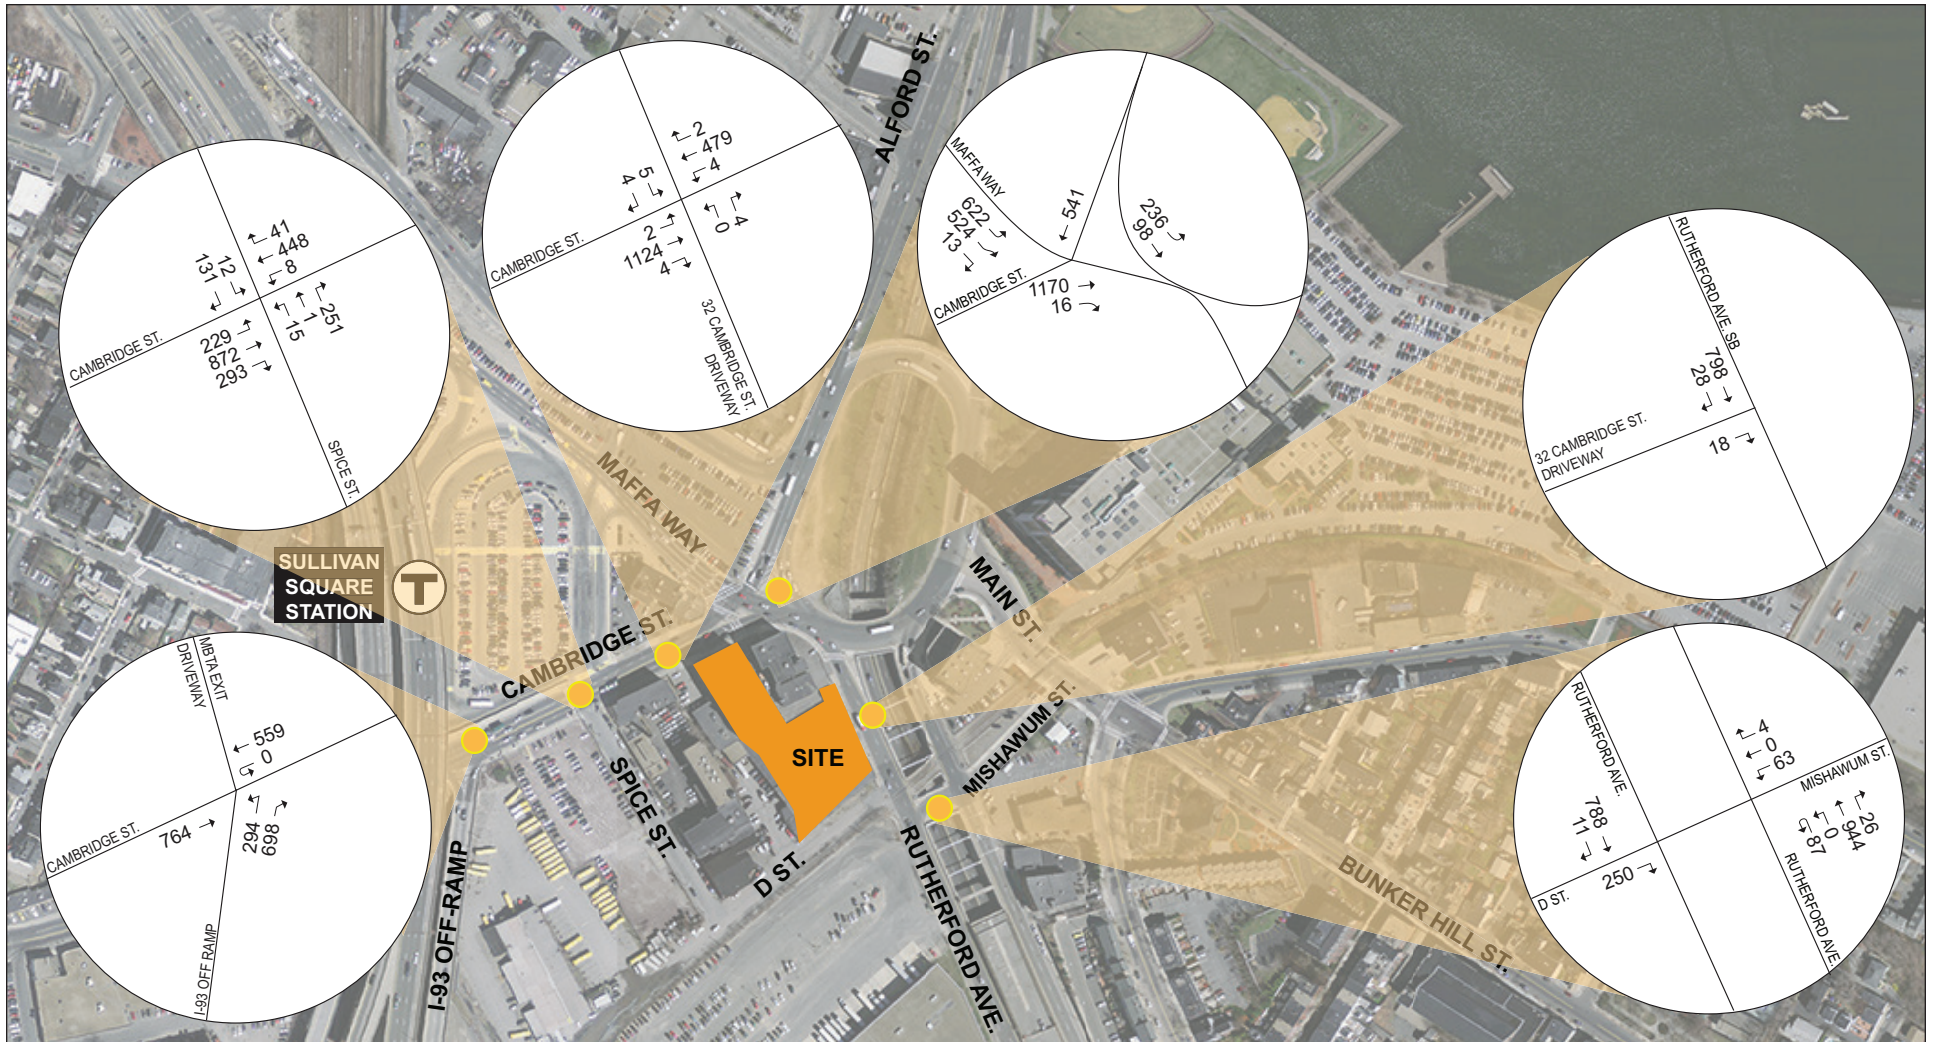 ALFORD ST.
MAFFA WAY
CAMBRIDGE ST.
SULLIVAN
SQUARE
STATION
T
MAIN ST.
MISHAWUM ST.
SITE
SPICE ST.
D ST.
RUTHERFORD AVE.
BUNKER HILL ST.
I-93 OFF-RAMP
CAMBRIDGE ST.
SPICE ST.
131
12
41
448
8
229
872
293
15
1
251
CAMBRIDGE ST.
32 CAMBRIDGE ST.
DRIVEWAY
4
5
2
479
4
2
1124
4
0
4
MAFFA WAY
CAMBRIDGE ST.
622
524
13
541
236
98
1170
16
RUTHERFORD AVE. SB
32 CAMBRIDGE ST.
DRIVEWAY
798
28
18
MBTA EXIT
DRIVEWAY
CAMBRIDGE ST.
I-93 OFF RAMP
559
0
764
294
698
RUTHERFORD AVE.
MISHAWUM ST.
D ST.
RUTHERFORD AVE.
4
0
63
788
11
250
26
944
0
87